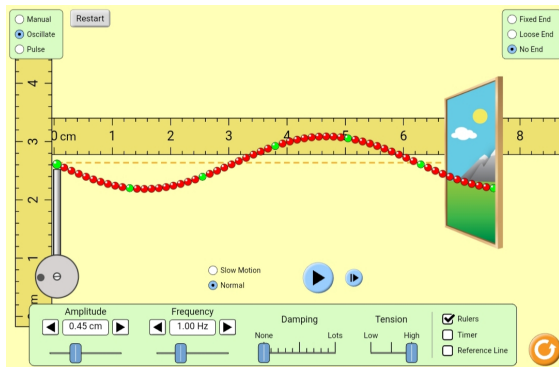 Manual
Oscillate
Pulse
Restart
Fixed End
Loose End
No End
4
3
2
1
0 cm 1 2 3 4 5 6 8
Slow Motion
Normal
Amplitude
0.45 cm
Frequency
1.00 Hz
Damping
None Lots
Tension
Low High
Rulers
Timer
Reference Line